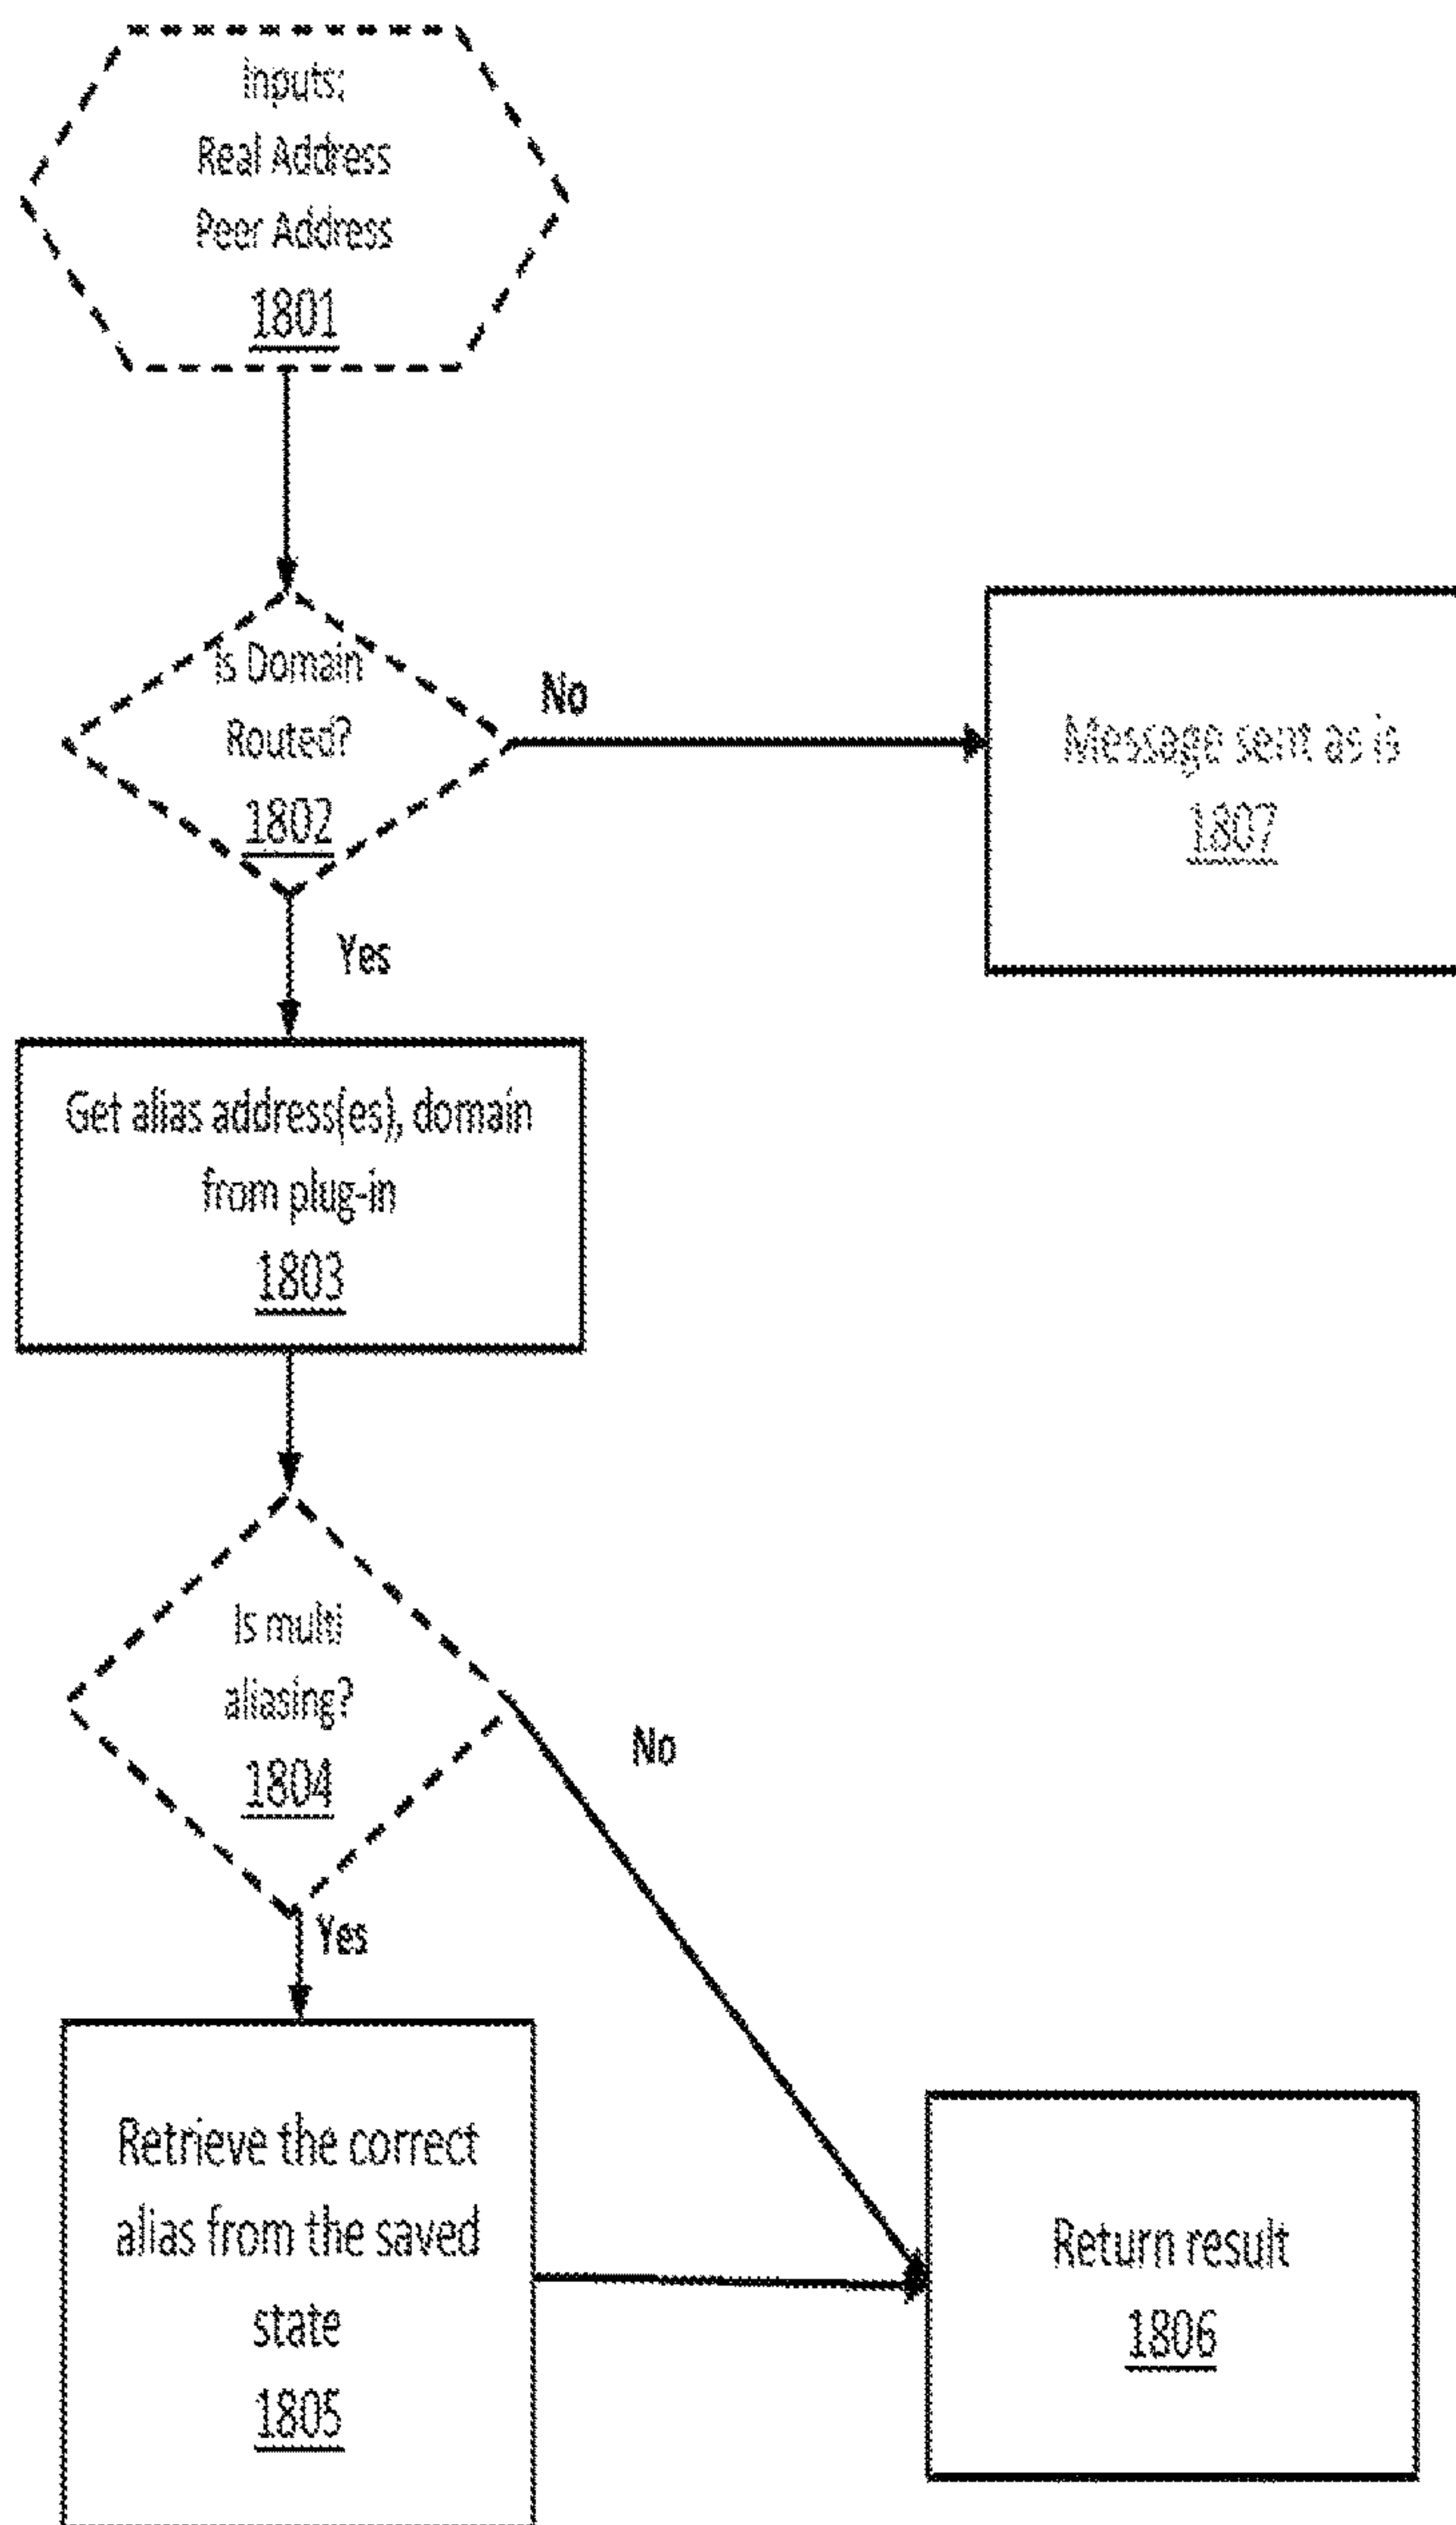 Inputs:
Real Address
Peer Address
1801
Is Domain
Routed?
1802
No
Message sent as is
1807
Yes
Get alias address(es), domain
from plug-in
1803
Is multi
aliasing?
1804
No
Yes
Retrieve the correct
alias from the saved
state
1805
Return result
1806